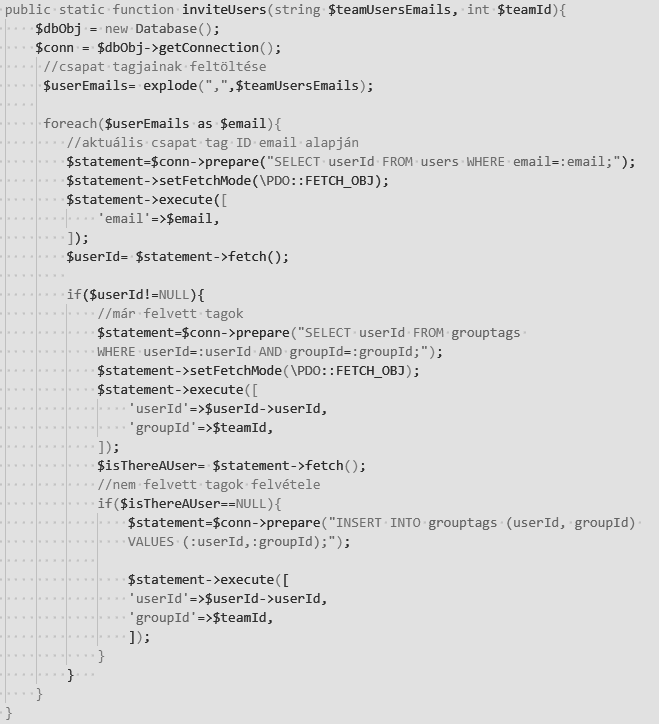 public static function inviteUsers(string $teamUsersEmails, int $teamId){
$dbObj = new Database();
$conn = $dbObj->getConnection();
//csapat tagjainak feltöltése
$userEmails= explode(",",$teamUsersEmails);
foreach($userEmails as $email){
//aktuális csapat tag ID email alapján
$statement=$conn->prepare("SELECT userId FROM users WHERE email=:email;");
$statement->setFetchMode(\PDO::FETCH_OBJ);
$statement->execute([
'email'=>$email,
]);
$userId= $statement->fetch();
if($userId!=NULL){
//már felvett tagok
$statement=$conn->prepare("SELECT userId FROM grouptags
WHERE userId=:userId AND groupId=:groupId;");
$statement->setFetchMode(\PDO::FETCH_OBJ);
$statement->execute([
'userId'=>$userId->userId,
'groupId'=>$teamId,
]);
$isThereAUser= $statement->fetch();
//nem felvett tagok felvétele
if($isThereAUser==NULL){
$statement=$conn->prepare("INSERT INTO grouptags (userId, groupId)
VALUES (:userId,:groupId);");
$statement->execute([
'userId'=>$userId->userId,
'groupId'=>$teamId,
]);
}
}
}
}